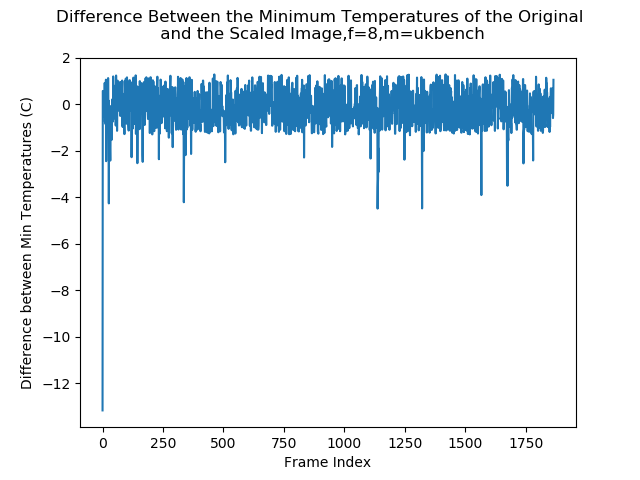 Difference Between the Minimum Temperatures of the Original
and the Scaled Image,f=8,m=ukbench
Difference between Min Temperatures (C)
2
0
−2
−4
−6
−8
−10
−12
0 250 500 750 1000 1250 1500 1750
Frame Index